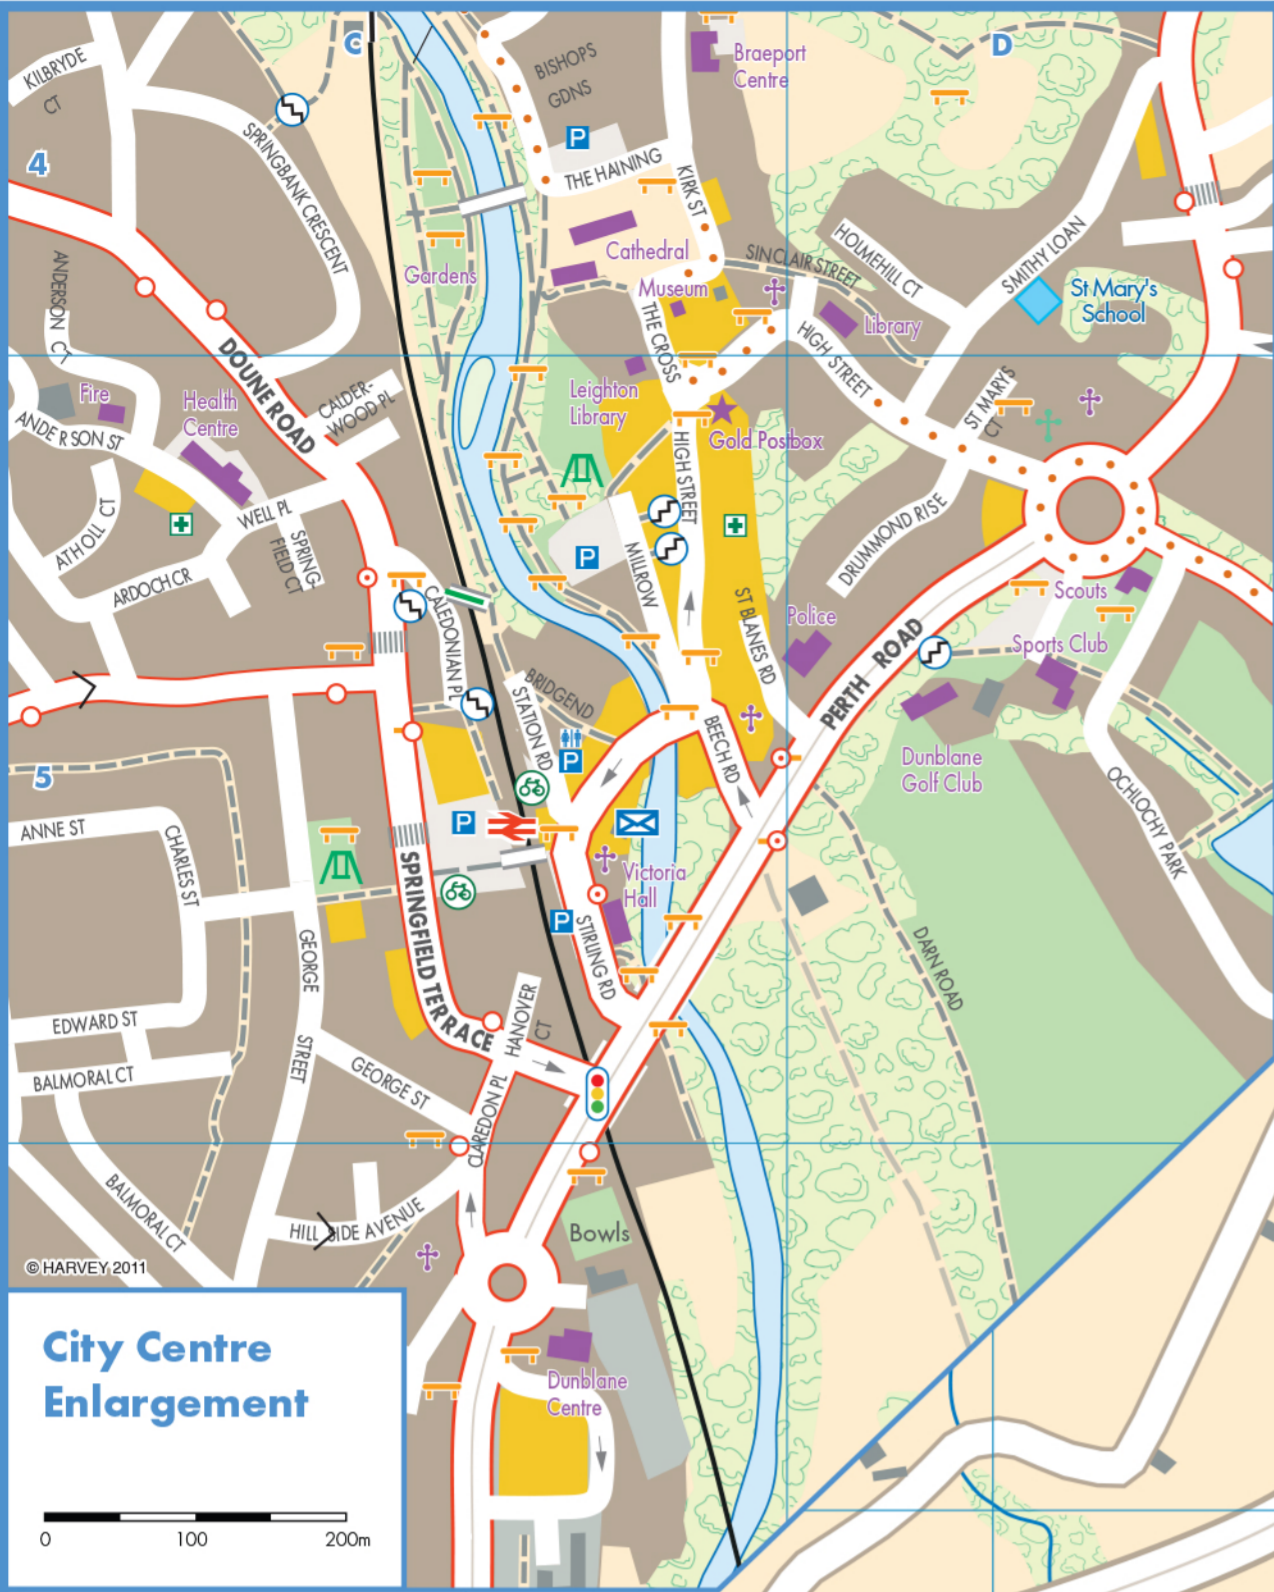 C
D
4
5
KILBRYDE
CT
SPRINGBANK CRESCENT
BISHOPS
GDNS
P
THE HAINING
KIRK ST
Braeport
Centre
Cathedral
Museum
Gardens
SINCLAIR STREET
HOLMEHILL CT
SMITHY LOAN
St Mary's
School
Library
ANDERSON CT
DOUNE ROAD
THE CROSS
HIGH STREET
ST MARYS
CT
Fire
Health
Centre
CALDER-
WOOD PL
Leighton
Library
Gold Postbox
ANDERSON ST
HIGH STREET
ATHOLL CT
WELL PL
SPRING-
FIELD CT
ARDOCH CR
P
MILLROW
DRUMMOND RISE
CALEDONIAN PL
ST BLANES RD
Police
Scouts
Sports Club
PERTH ROAD
BRIDGEND
STATION RD
BEECH RD
P
Dunblane
Golf Club
OCHLOCHY PARK
ANNE ST
CHARLES ST
P
SPRINGFIELD TERRACE
Victoria
Hall
P
STIRLING RD
GEORGE
STREET
DARN ROAD
EDWARD ST
HANOVER
CT
BALMORAL CT
GEORGE ST
CLAREDON PL
BALMORAL CT
HILLSIDE AVENUE
Bowls
© HARVEY 2011
City Centre
Enlargement
Dunblane
Centre
0
100
200m